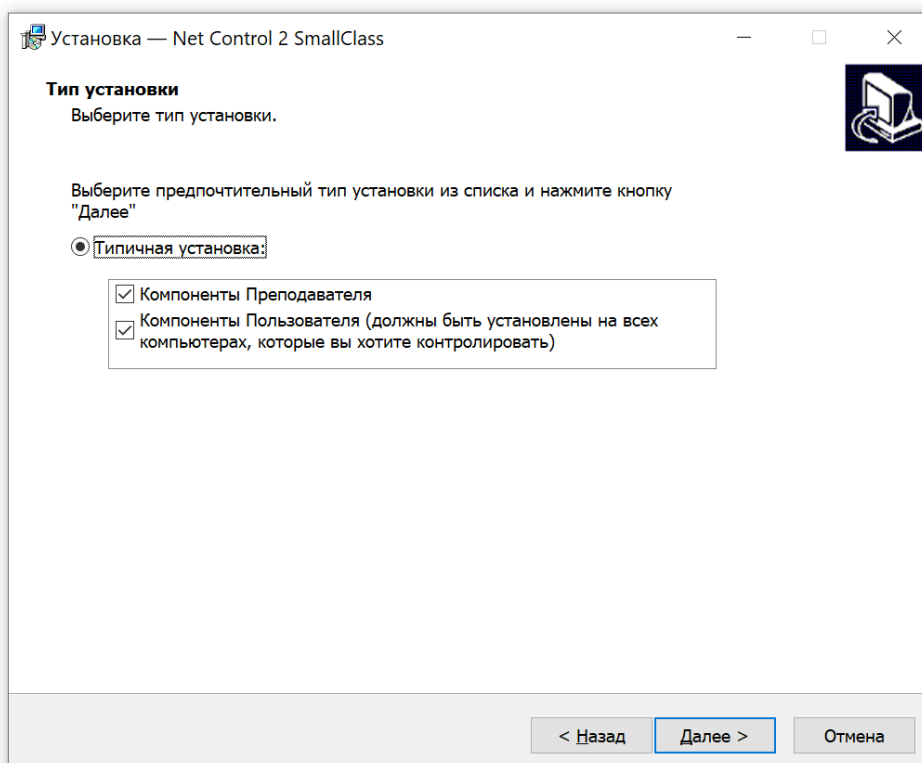 Установка — Net Control 2 SmallClass
Тип установки
Выберите тип установки.
Выберите предпочтительный тип установки из списка и нажмите кнопку
"Далее"
Типичная установка:
Компоненты Преподавателя
Компоненты Пользователя (должны быть установлены на всех
компьютерах, которые вы хотите контролировать)
< Назад
Далее >
Отмена